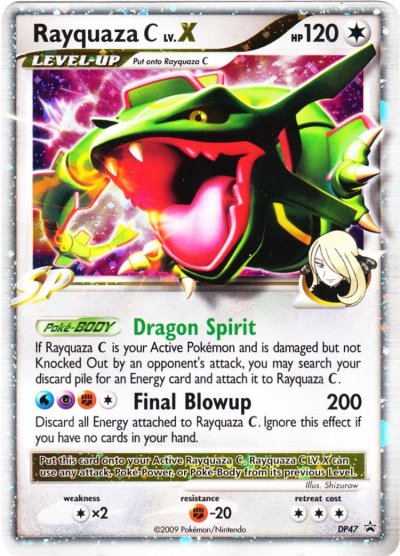 Rayquaza C LV.X HP 120
LEVEL-UP Put onto Rayquaza C
SP
Poké-BODY Dragon Spirit
If Rayquaza C is your Active Pokémon and is damaged but not
Knocked Out by an opponent's attack, you may search your
discard pile for an Energy card and attach it to Rayquaza C.
Final Blowup 200
Discard all Energy attached to Rayquaza C. Ignore this effect if
you have no cards in your hand.
Put this card onto your Active Rayquaza C. Rayquaza C LV. X can
use any attack, Poké-Power, or Poké-Body from its previous Level.
Illus. Shizurow
weakness resistance retreat cost
×2 -20
©2009 Pokémon/Nintendo DP47
PROMO